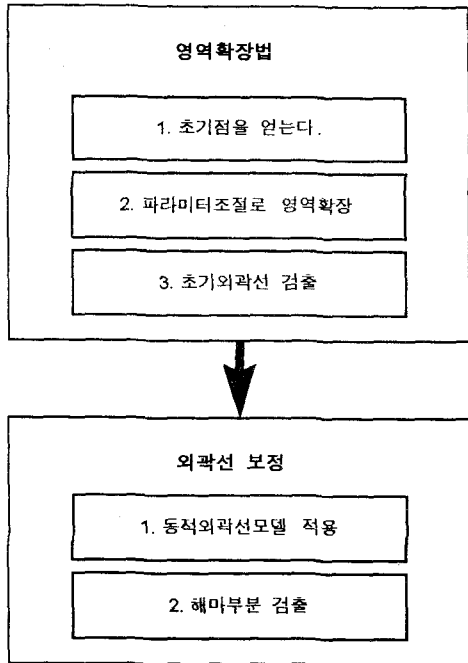 영역확장법
1. 초기점을 얻는다.
2. 파라미터조절로 영역확장
3. 초기외곽선 검출
외곽선 보정
1. 동적외곽선모델 적용
2. 해마부분 검출